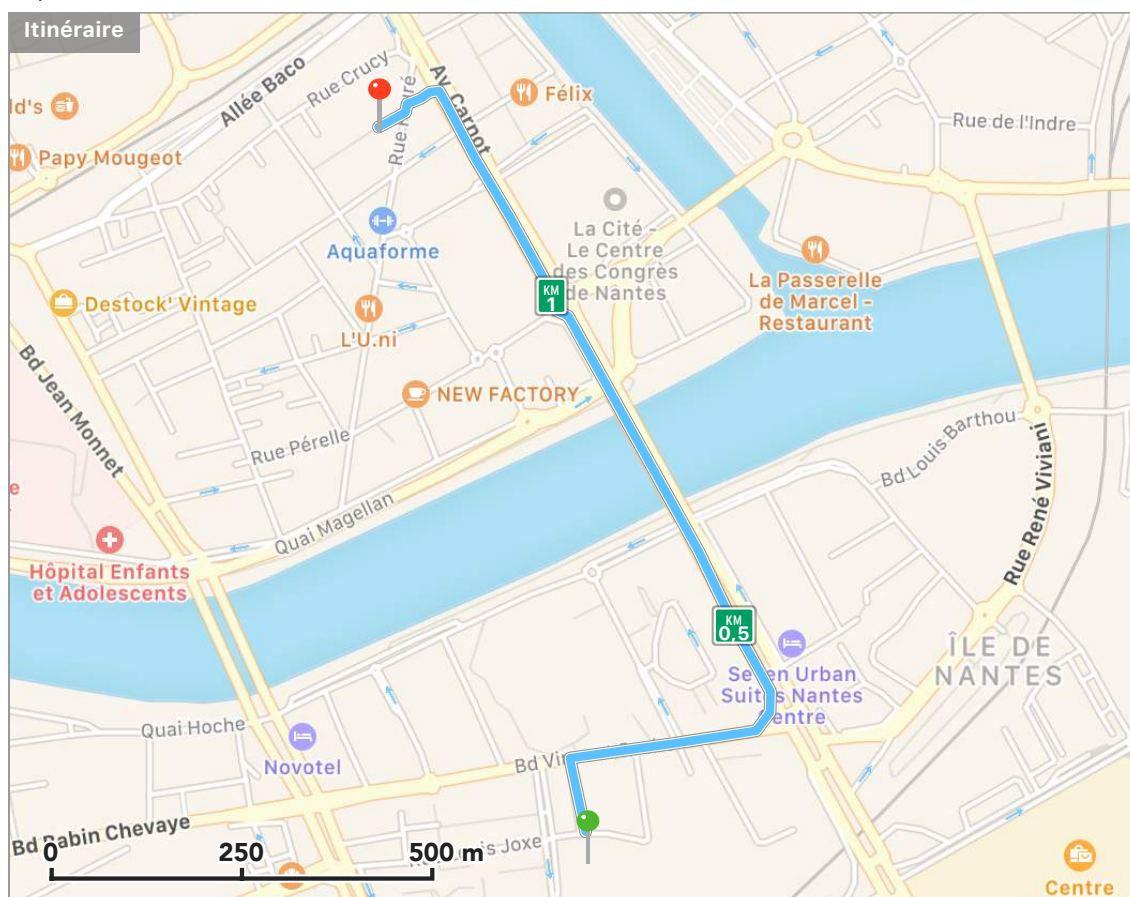 Itinéraire
Allée Baco
Rue Crucy
Av. Carnot
Félix
ld's
Rue de l'Indre
Papy Mougeot
Rue
Aquaforme
La Cité -
Le Centre
des Congrès
de Nantes
La Passerelle
de Marcel -
Restaurant
Destock' Vintage
KM
1
L'U.ni
Bd Jean Monnet
NEW FACTORY
Rue Pérelle
Bd Louis Barthou
Rue René Viviani
e
Quai Magellan
Hôpital Enfants
et Adolescents
KM
0,5
ÎLE DE
NANTES
Seven Urban
Suites Nantes
Centre
Quai Hoche
Novotel
Bd
Bd Babin Chevaye
Joxe
0
250
500 m
Centre